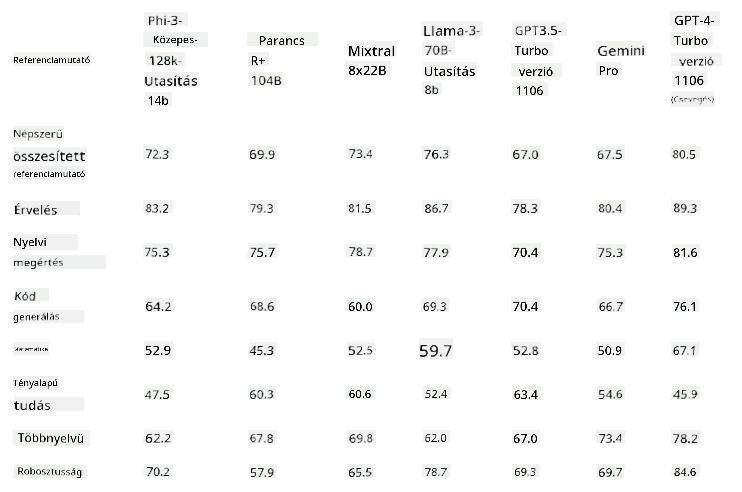 Referenciamutató Phi-3-Közepes-128k-Utasítás 14b Parancs R+ 104B Mixtral 8x22B Llama-3-70B-Utasítás 8b GPT3.5-Turbo verzió 1106 Gemini Pro GPT-4-Turbo verzió 1106 (Csevegés)
Népszerű összesített referenciamutató 72.3 69.9 73.4 76.3 67.0 67.5 80.5
Érvelés 83.2 79.3 81.5 86.7 78.3 80.4 89.3
Nyelvi megértés 75.3 75.7 78.7 77.9 70.4 75.3 81.6
Kód generálás 64.2 68.6 60.0 69.3 70.4 66.7 76.1
Matematika 52.9 45.3 52.5 59.7 52.8 50.9 67.1
Tényalapú tudás 47.5 60.3 60.6 52.4 63.4 54.6 45.9
Többnyelvű 62.2 67.8 69.8 62.0 67.0 73.4 78.2
Robosztusság 70.2 57.9 65.5 78.7 69.3 69.7 84.6